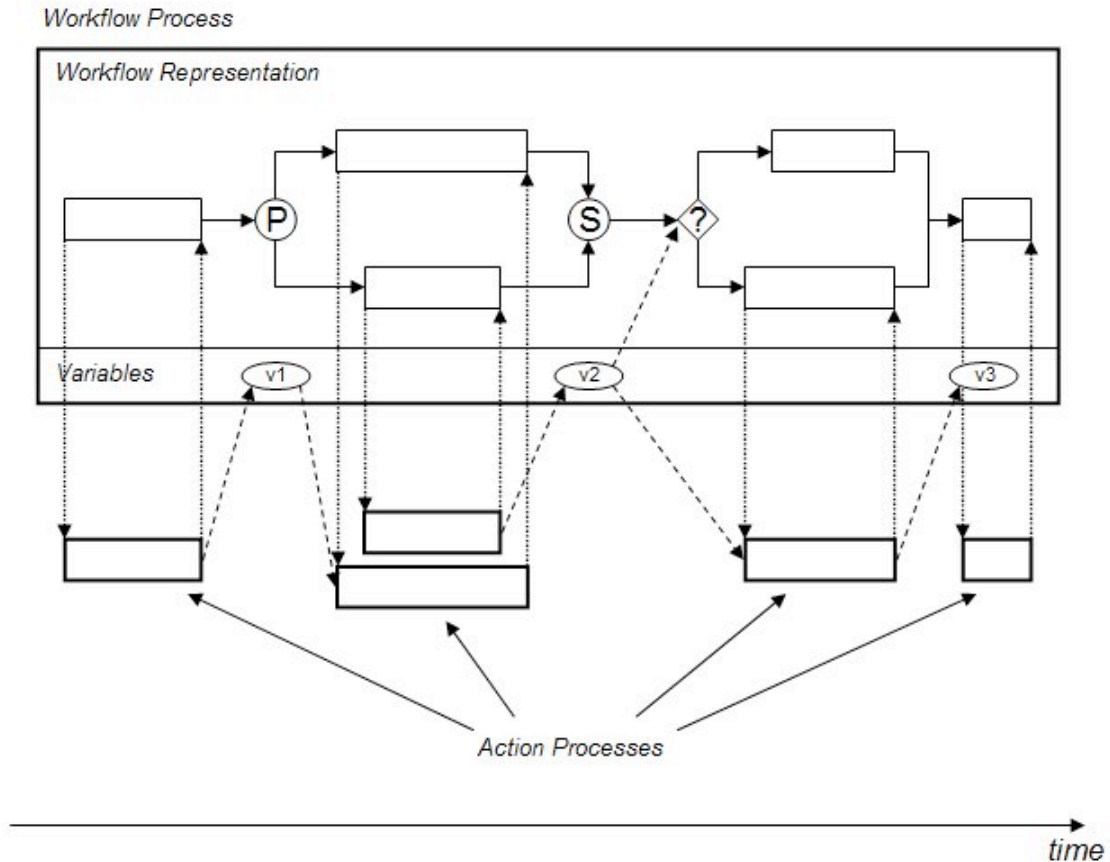 Workflow Process
Workflow Representation
P
S
?
Variables
v1
v2
v3
Action Processes
time